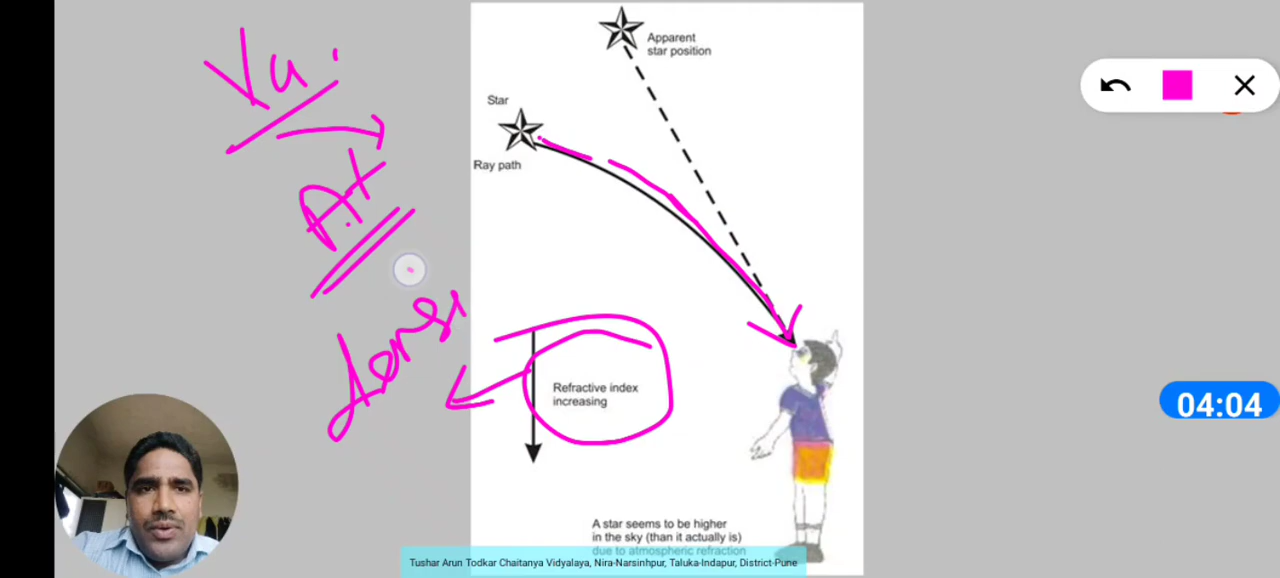 Apparent
star position
Star
Ray path
Vu.
At
densi
Refractive index
increasing
04:04
A star seems to be higher
in the sky (than it actually is)
due to atmospheric refraction
Tushar Arun Todkar Chaitanya Vidyalaya, Nira-Narsinhpur, Taluka-Indapur, District-Pune